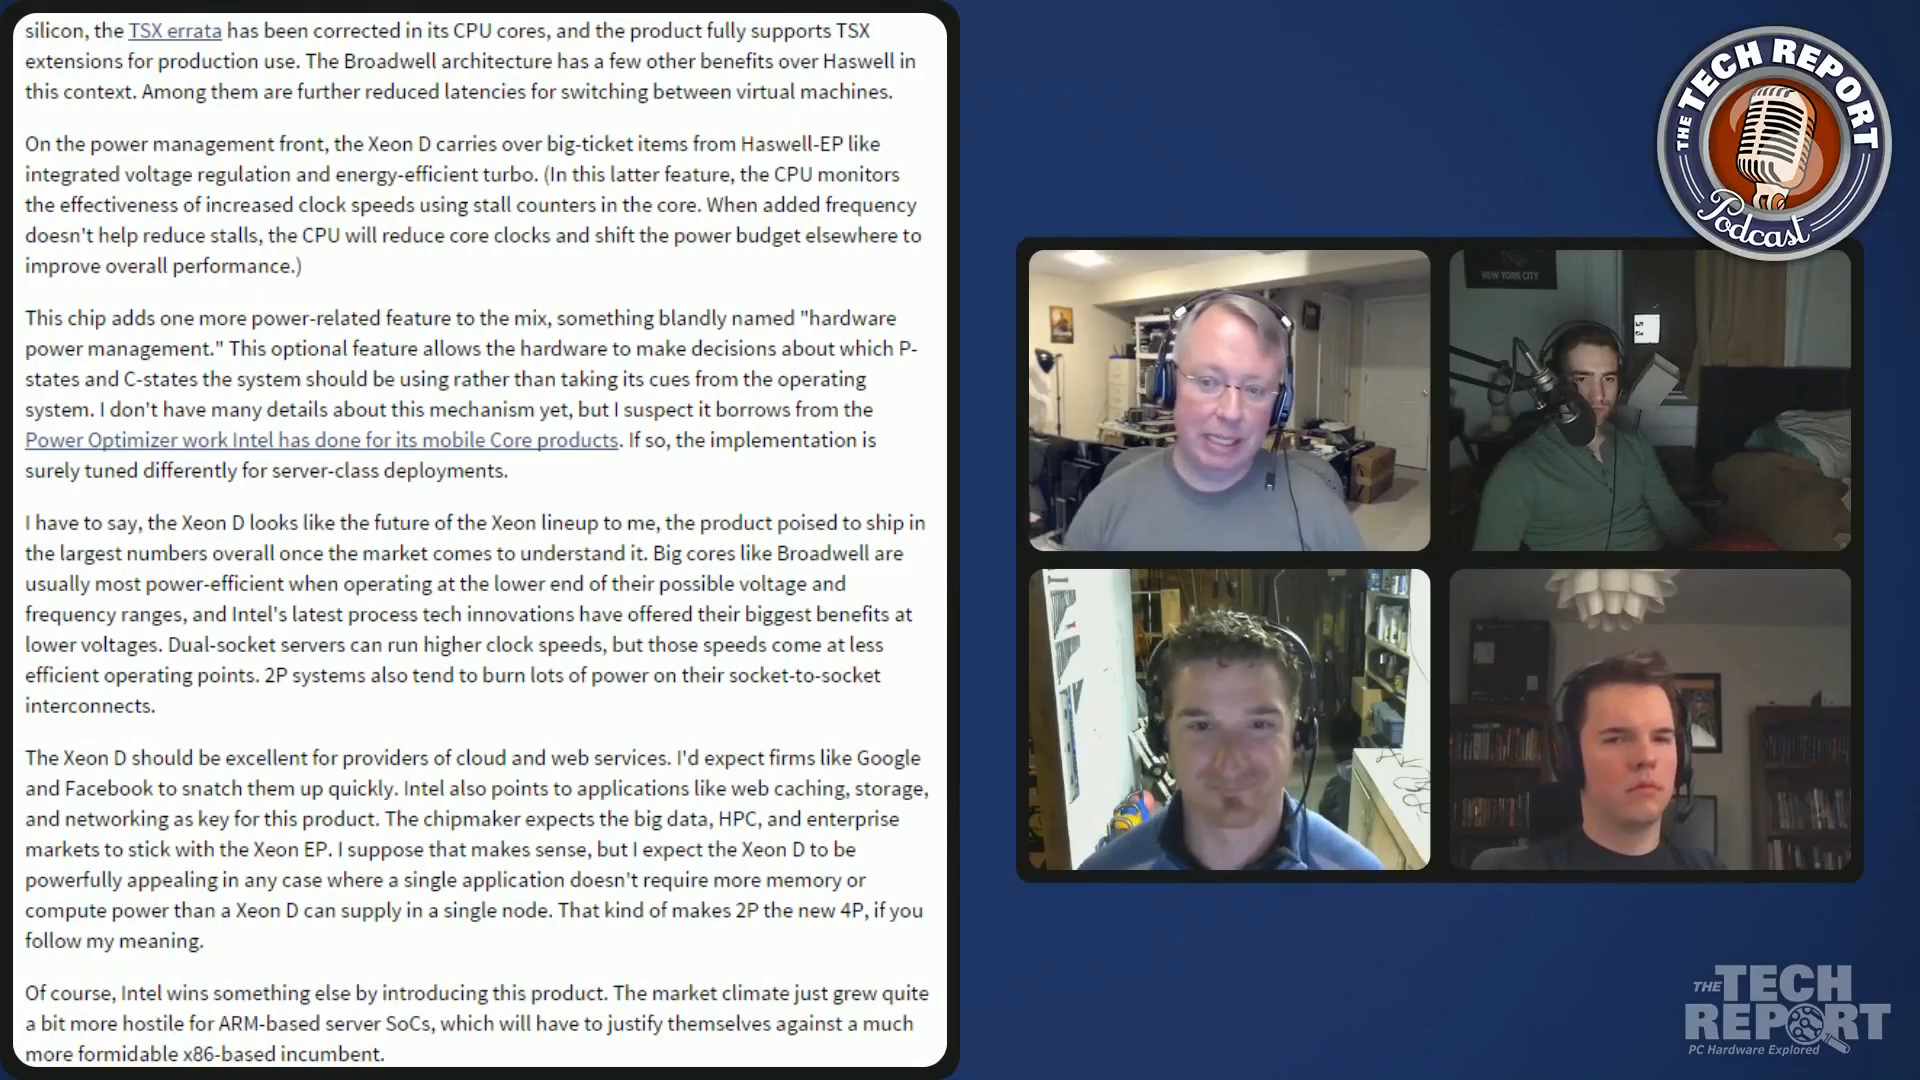 silicon, the TSX errata has been corrected in its CPU cores, and the product fully supports TSX
extensions for production use. The Broadwell architecture has a few other benefits over Haswell in
this context. Among them are further reduced latencies for switching between virtual machines.
On the power management front, the Xeon D carries over big-ticket items from Haswell-EP like
integrated voltage regulation and energy-efficient turbo. (In this latter feature, the CPU monitors
the effectiveness of increased clock speeds using stall counters in the core. When added frequency
doesn't help reduce stalls, the CPU will reduce core clocks and shift the power budget elsewhere to
improve overall performance.)
This chip adds one more power-related feature to the mix, something blandly named "hardware
power management." This optional feature allows the hardware to make decisions about which P-
states and C-states the system should be using rather than taking its cues from the operating
system. I don't have many details about this mechanism yet, but I suspect it borrows from the
Power Optimizer work Intel has done for its mobile Core products. If so, the implementation is
surely tuned differently for server-class deployments.
I have to say, the Xeon D looks like the future of the Xeon lineup to me, the product poised to ship in
the largest numbers overall once the market comes to understand it. Big cores like Broadwell are
usually most power-efficient when operating at the lower end of their possible voltage and
frequency ranges, and Intel's latest process tech innovations have offered their biggest benefits at
lower voltages. Dual-socket servers can run higher clock speeds, but those speeds come at less
efficient operating points. 2P systems also tend to burn lots of power on their socket-to-socket
interconnects.
The Xeon D should be excellent for providers of cloud and web services. I'd expect firms like Google
and Facebook to snatch them up quickly. Intel also points to applications like web caching, storage,
and networking as key for this product. The chipmaker expects the big data, HPC, and enterprise
markets to stick with the Xeon EP. I suppose that makes sense, but I expect the Xeon D to be
powerfully appealing in any case where a single application doesn't require more memory or
compute power than a Xeon D can supply in a single node. That kind of makes 2P the new 4P, if you
follow my meaning.
Of course, Intel wins something else by introducing this product. The market climate just grew quite
a bit more hostile for ARM-based server SoCs, which will have to justify themselves against a much
more formidable x86-based incumbent.
THE TECH REPORT
Podcast
NEW YORK CITY
THE TECH
REPORT
PC Hardware Explored